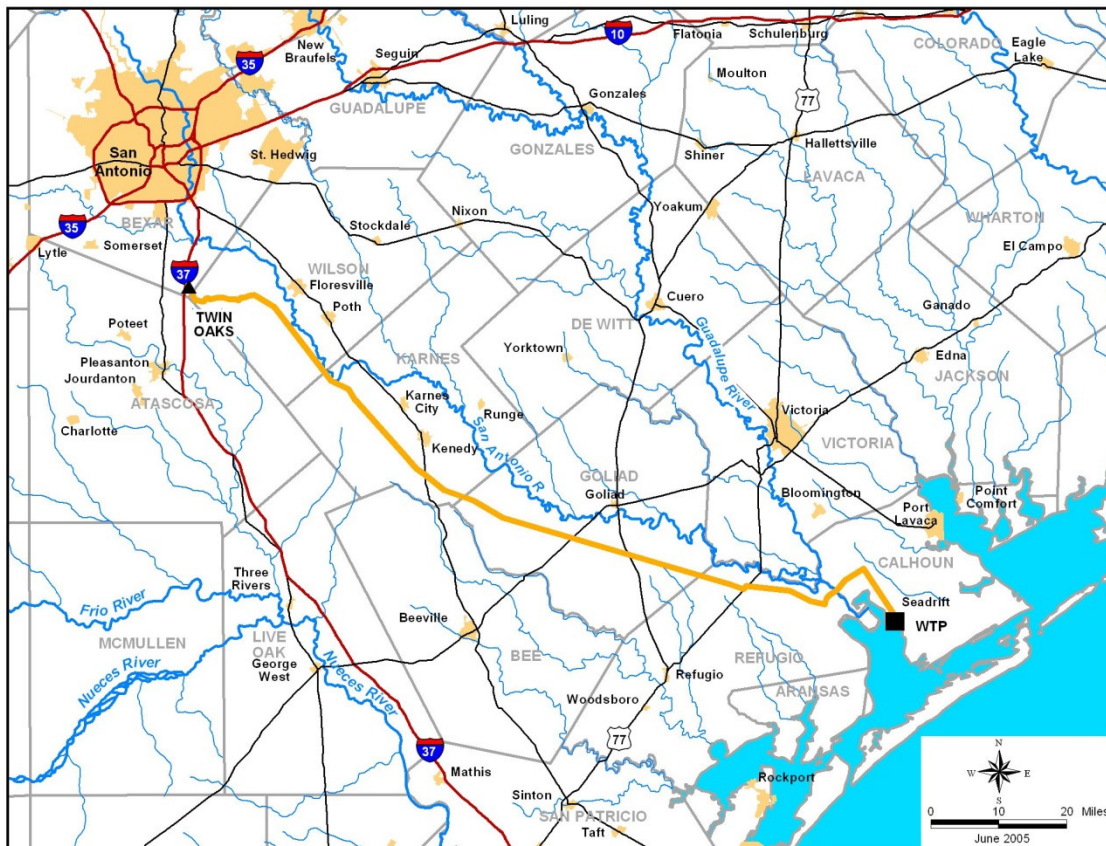 Luling
10
Flatonia
Schulenburg
COLORADO
Eagle
Lake
New
Braunfels
35
Seguin
77
Moulton
GUADALUPE
Gonzales
GONZALES
Shiner
Hallettsville
LAVACA
San
Antonio
St. Hedwig
Yoakum
WHARTON
El Campo
BEXAR
35
Somerset
Lytle
Stockdale
Nixon
37
WILSON
Floresville
Poth
TWIN
OAKS
Cuero
Ganado
DE WITT
Guadalupe River
Poteet
KARNES
Yorktown
Edna
JACKSON
Pleasanton
Jourdanton
ATASCOSA
Charlotte
Karnes
City
Runge
Kenedy
San Antonio R.
Victoria
VICTORIA
GOLIAD
Goliad
Bloomington
Point
Comfort
Port
Lavaca
CALHOUN
Three
Rivers
Frio River
Seadrift
WTP
Beeville
MCMULLEN
LIVE
OAK
George
West
Nueces River
Nueces River
BEE
REFUGIO
Refugio
ARANSAS
Woodsboro
77
37
Mathis
Rockport
Sinton
SAN PATRICIO
Taft
N
W
E
S
0 10 20 Miles
June 2005